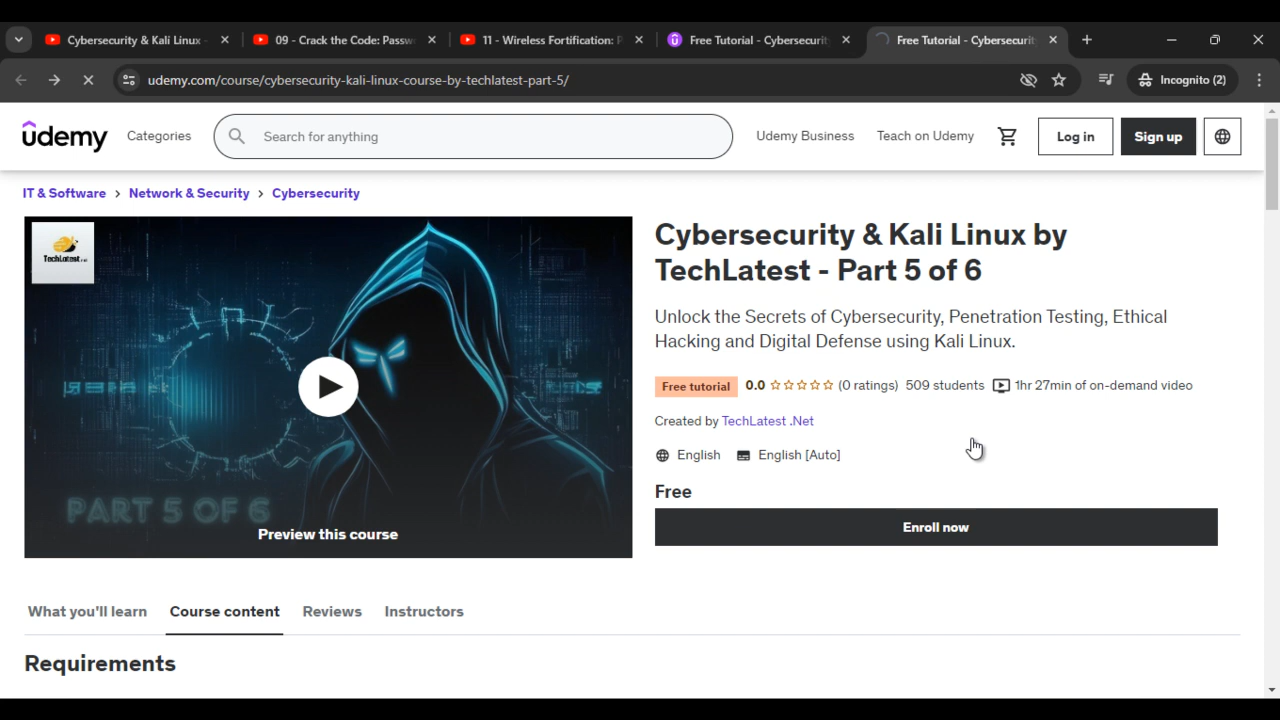 Cybersecurity & Kali Linux
09 - Crack the Code: Passw
11 - Wireless Fortification:
Free Tutorial - Cybersecurit
Free Tutorial - Cybersecurit
udemy.com/course/cybersecurity-kali-linux-course-by-techlatest-part-5/
Incognito (2)
ûdemy
Categories
Search for anything
Udemy Business
Teach on Udemy
Log in
Sign up
IT & Software > Network & Security > Cybersecurity
TechLatest.net
PART 5 OF 6
Preview this course
Cybersecurity & Kali Linux by
TechLatest - Part 5 of 6
Unlock the Secrets of Cybersecurity, Penetration Testing, Ethical
Hacking and Digital Defense using Kali Linux.
Free tutorial 0.0 (0 ratings) 509 students 1hr 27min of on-demand video
Created by TechLatest .Net
English English [Auto]
Free
Enroll now
What you'll learn
Course content
Reviews
Instructors
Requirements